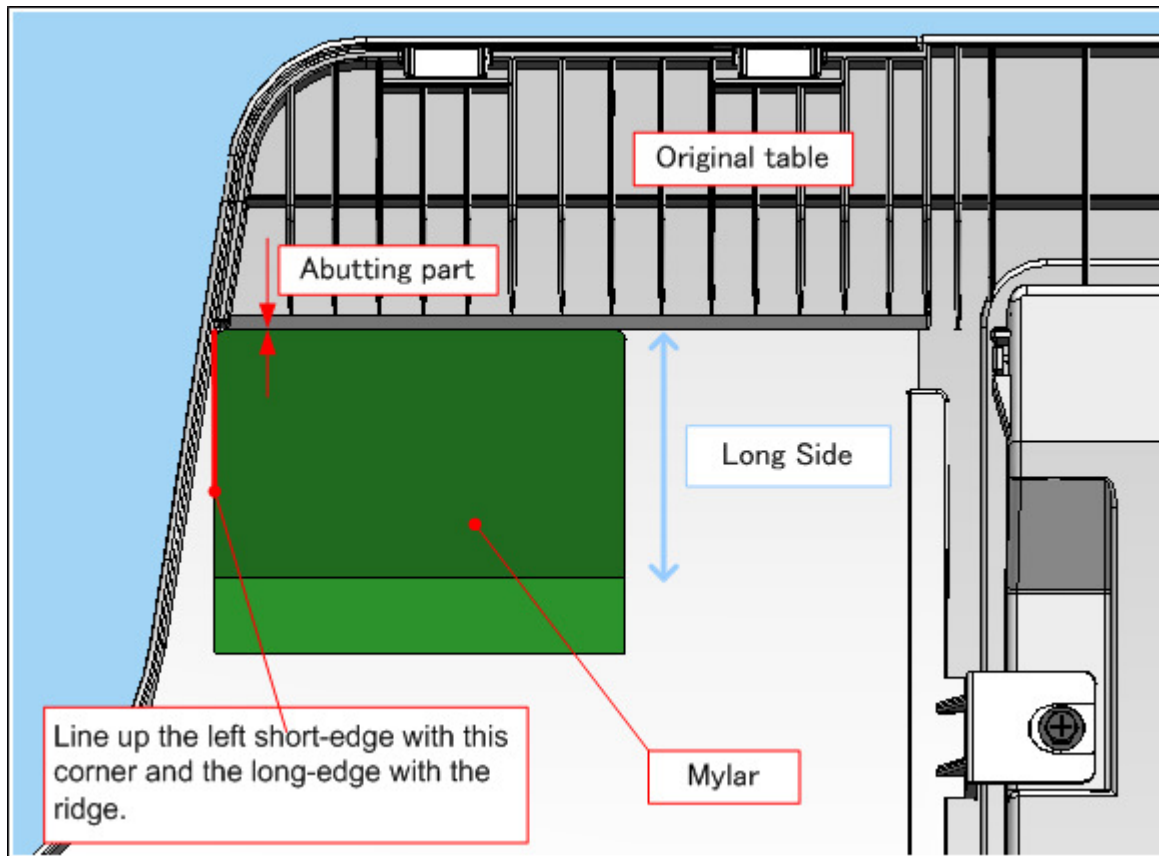 Original table
Abutting part
Long Side
Line up the left short-edge with this
corner and the long-edge with the
ridge.
Mylar